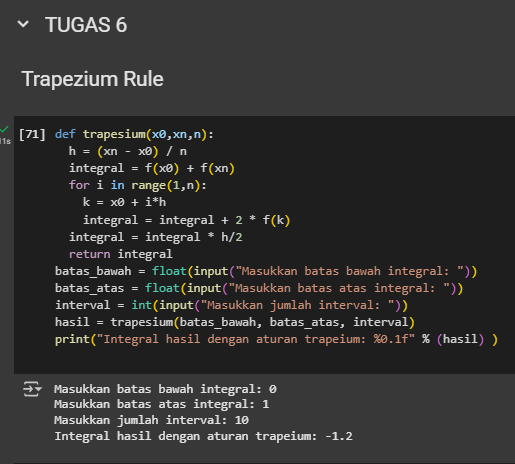 TUGAS 6
Trapezium Rule
[71] def trapesium(x0,xn,n):
h = (xn - x0) / n
integral = f(x0) + f(xn)
for i in range(1,n):
k = x0 + i*h
integral = integral + 2 * f(k)
integral = integral * h/2
return integral
batas_bawah = float(input("Masukkan batas bawah integral: "))
batas_atas = float(input("Masukkan batas atas integral: "))
interval = int(input("Masukkan jumlah interval: "))
hasil = trapesium(batas_bawah, batas_atas, interval)
print("Integral hasil dengan aturan trapeium: %0.1f" % (hasil) )
Masukkan batas bawah integral: 0
Masukkan batas atas integral: 1
Masukkan jumlah interval: 10
Integral hasil dengan aturan trapeium: -1.2